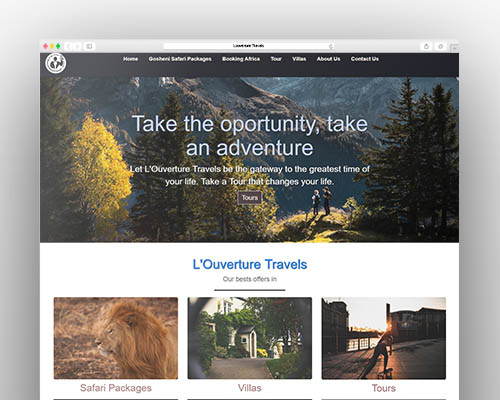 L'ouverture Travels
Home Gosheni Safari Packages Booking Africa Tour Villas About Us Contact Us
Take the oportunity, take
an adventure
Let L'Ouverture Travels be the gateway to the greatest time of
your life. Take a Tour that changes your life.
Tours
L'Ouverture Travels
Our bests offers in
Safari Packages Villas Tours